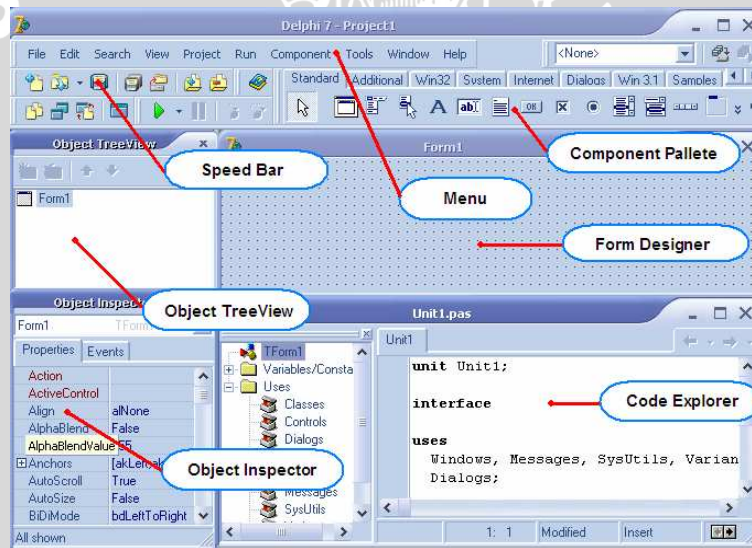 Delphi 7 - Project1
File Edit Search View Project Run Component Tools Window Help <None>
Standard Additional Win32 System Internet Dialogs Win 3.1 Samples
Object TreeView
Form1
Speed Bar
Component Pallete
Menu
Form1
Form Designer
Object TreeView
Object Inspector
Form1
Properties Events
Action
ActiveControl
Align alNone
AlphaBlend False
AlphaBlendValue
Anchors
AutoScroll True
AutoSize False
BiDiMode bdLeftToRight
All shown
Object Inspector
TForm1
Variables/Consta
Uses
Classes
Controls
Dialogs
Messages
SysUtils
Unit1.pas
Unit1
unit Unit1;
interface
Code Explorer
uses
Windows, Messages, SysUtils, Varian
Dialogs;
1: 1 Modified Insert